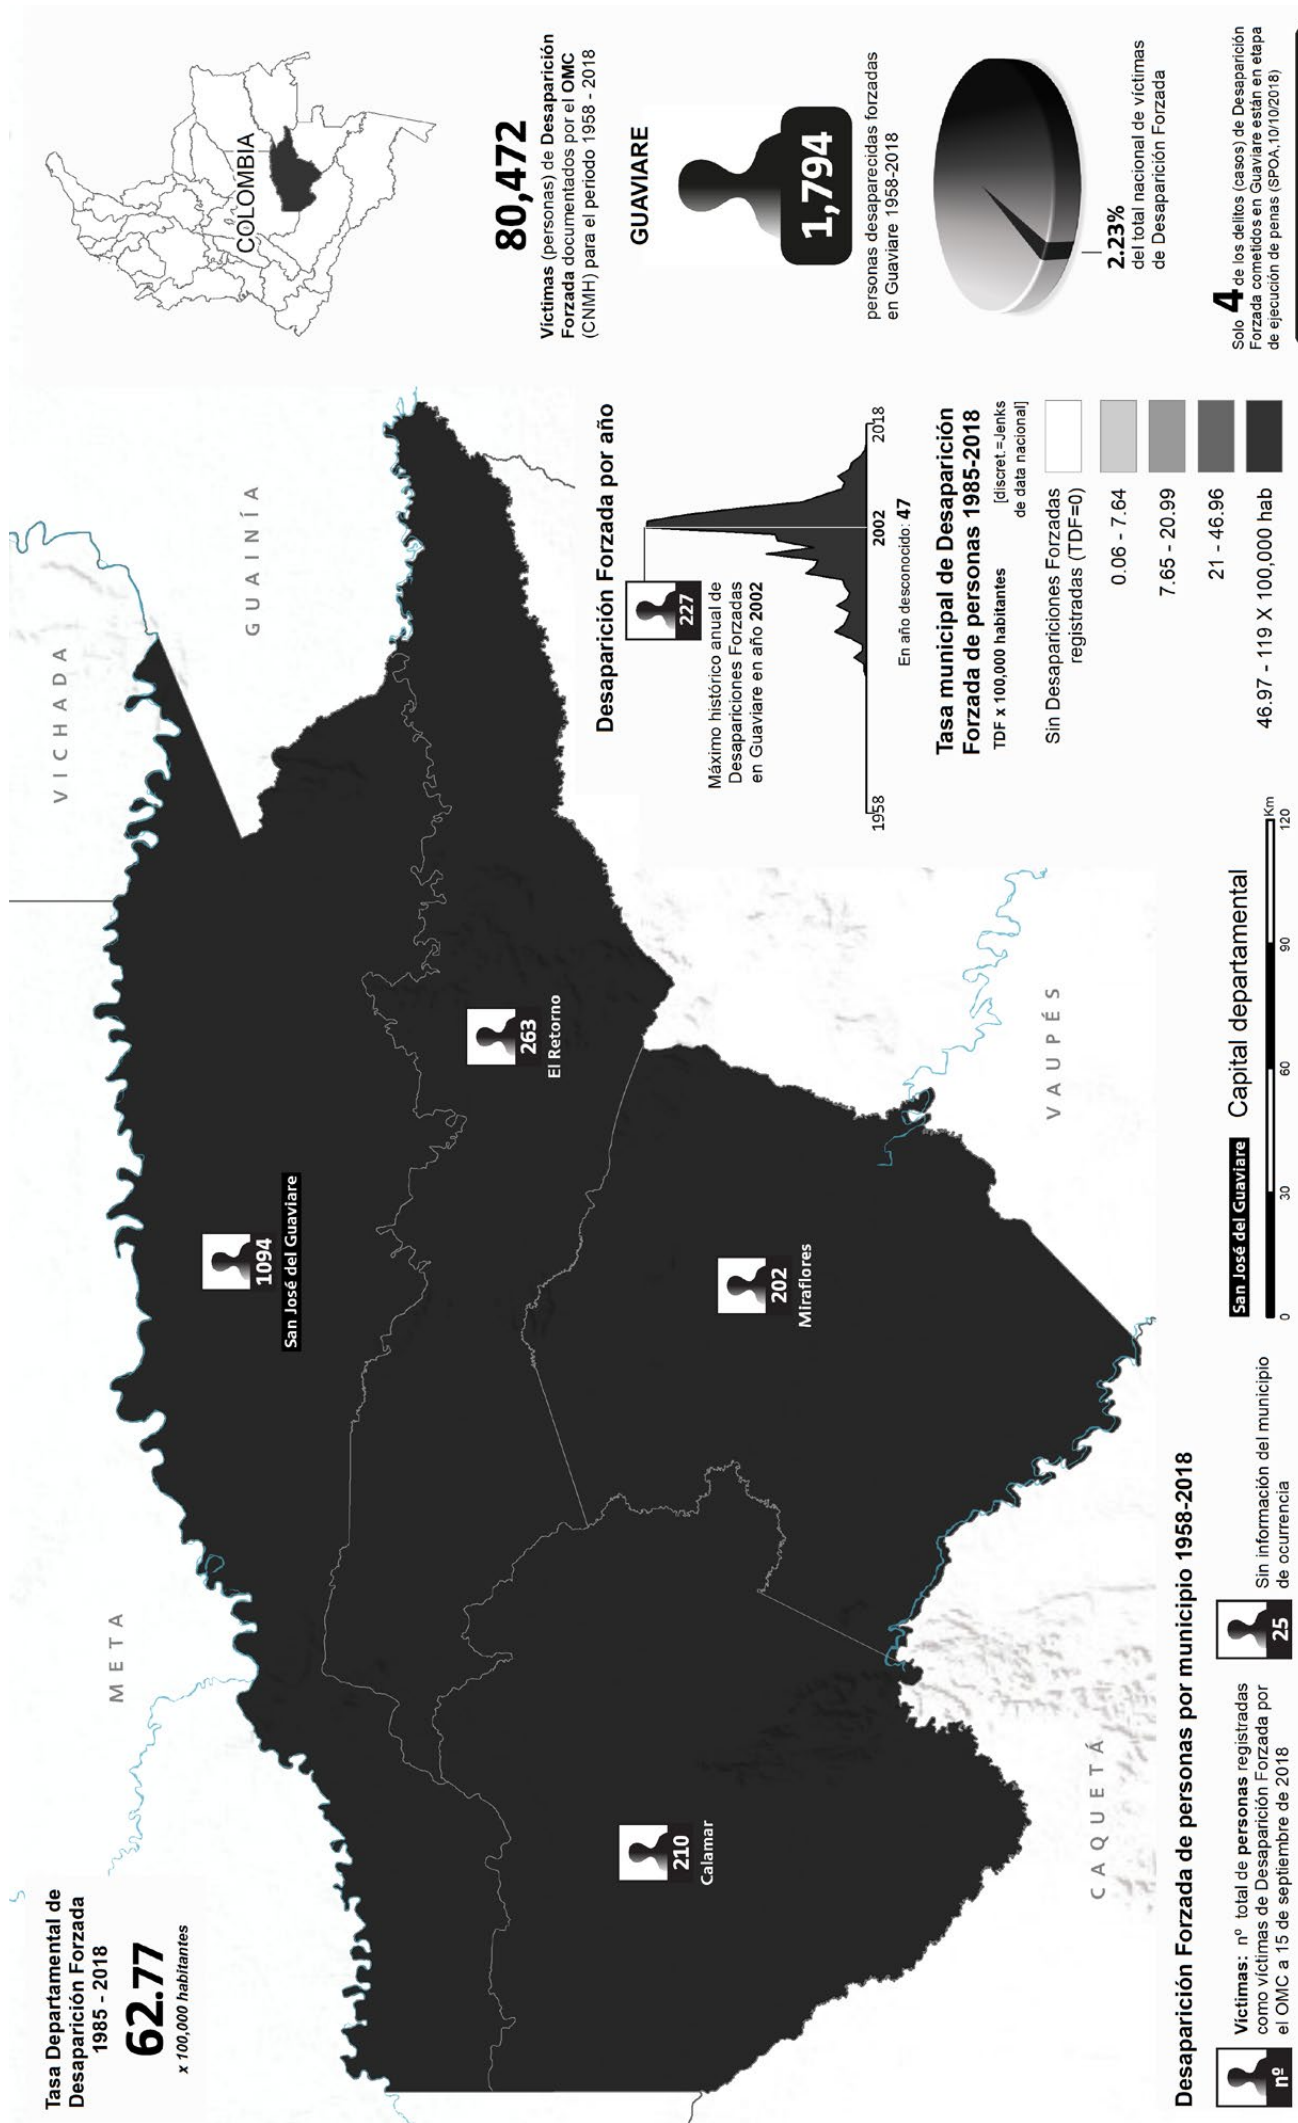 Tasa Departamental de
Desaparición Forzada
1985 - 2018
62.77
x 100,000 habitantes
META
VICHADA
GUAINÍA
VAUPÉS
CAQUETÁ
1094
San José del Guaviare
263
El Retorno
202
Miraflores
210
Calamar
COLOMBIA
80,472
Víctimas (personas) de Desaparición
Forzada documentados por el OMC
(CNMH) para el periodo 1958 - 2018
GUAVIARE
1,794
personas desaparecidas forzadas
en Guaviare 1958-2018
2.23%
del total nacional de víctimas
de Desaparición Forzada
Solo 4 de los delitos (casos) de Desaparición
Forzada cometidos en Guaviare están en etapa
de ejecución de penas (SPOA,10/10/2018)
Desaparición Forzada por año
227
Máximo histórico anual de
Desapariciones Forzadas
en Guaviare en año 2002
1958
2002
2018
En año desconocido: 47
Tasa municipal de Desaparición
Forzada de personas 1985-2018
TDF x 100,000 habitantes
[discret.=Jenks
de data nacional]
Sin Desapariciones Forzadas
registradas (TDF=0)
0.06 - 7.64
7.65 - 20.99
21 - 46.96
46.97 - 119 X 100,000 hab
Desaparición Forzada de personas por municipio 1958-2018
nº
Víctimas: nº total de personas registradas
como víctimas de Desaparición Forzada por
el OMC a 15 de septiembre de 2018
25
Sin información del municipio
de ocurrencia
San José del Guaviare Capital departamental
0 30 60 90 120
Km